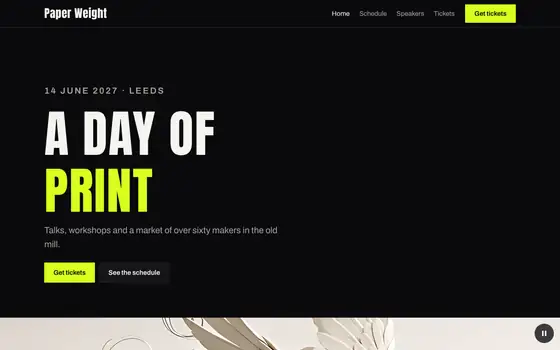 Paper Weight
Home Schedule Speakers Tickets Get tickets
14 JUNE 2027 · LEEDS
A DAY OF
PRINT
Talks, workshops and a market of over sixty makers in the old
mill.
Get tickets See the schedule